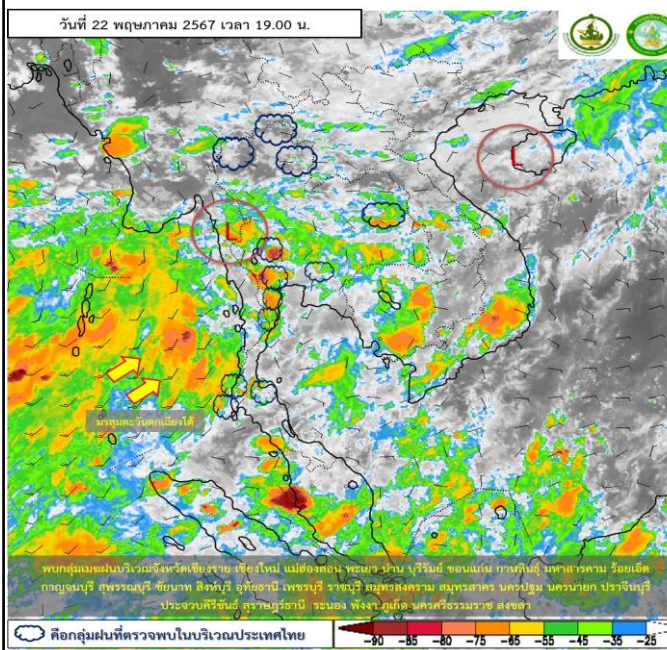 วันที่ 22 พฤษภาคม 2567 เวลา 19.00 น.
L
L
มรสุมตะวันตกเฉียงใต้
พบกลุ่มเมฆฝนบริเวณจังหวัดเชียงราย เชียงใหม่ แม่ฮ่องสอน พะเยา น่าน บุรีรัมย์ ขอนแก่น กาฬสินธุ์ มหาสารคาม ร้อยเอ็ด
กาญจนบุรี สุพรรณบุรี ชัยนาท สิงห์บุรี อุทัยธานี เพชรบุรี ราชบุรี สมุทรสงคราม สมุทรสาคร นครปฐม นครนายก ปราจีนบุรี
ประจวบคีรีขันธ์ สุราษฎร์ธานี ระนอง พังงา ภูเก็ต นครศรีธรรมราช สงขลา
คือกลุ่มฝนที่ตรวจพบในบริเวณประเทศไทย
-90 -85 -80 -75 -65 -55 -45 -35 -25